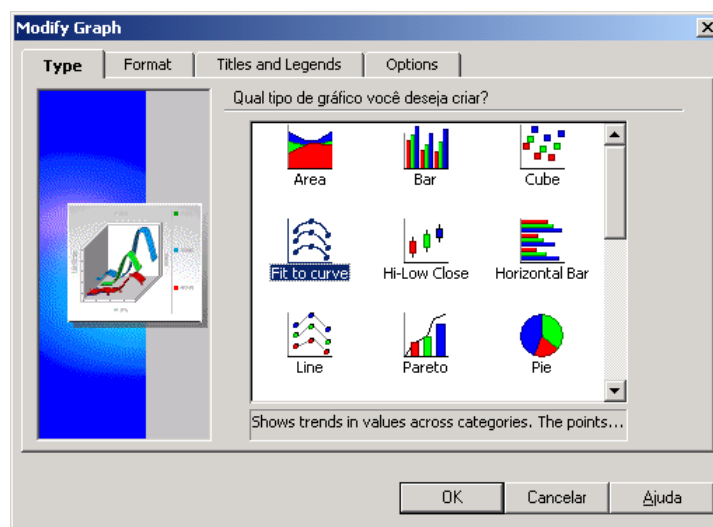 Modify Graph
Type Format Titles and Legends Options
Qual tipo de gráfico você deseja criar?
Area Bar Cube
Fit to curve Hi-Low Close Horizontal Bar
Line Pareto Pie
Shows trends in values across categories. The points...
OK Cancelar Ajuda